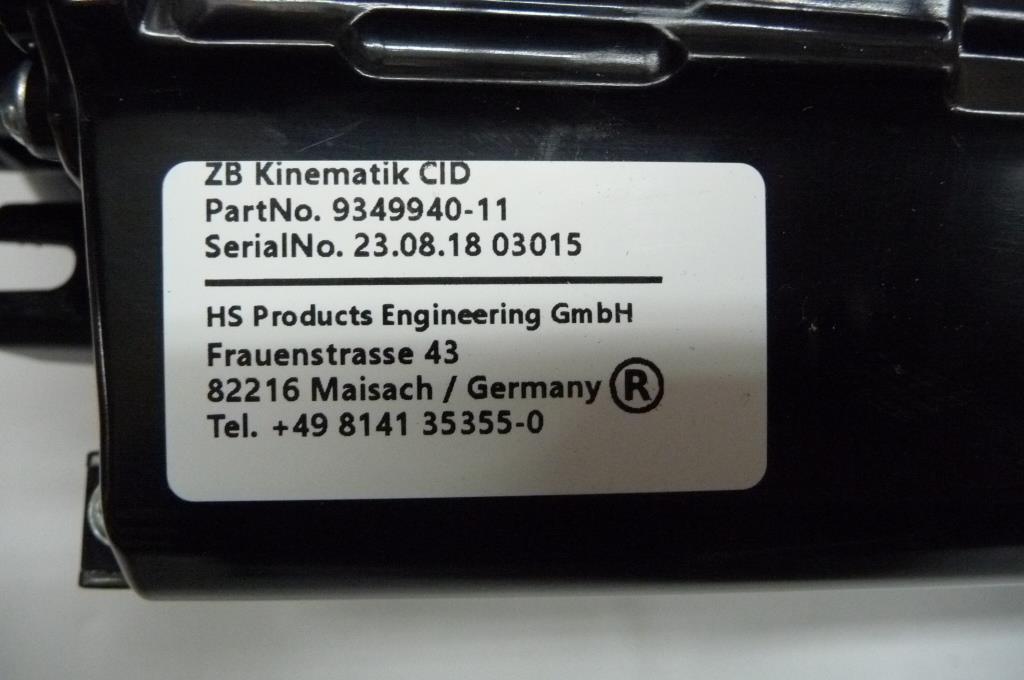 ZB Kinematik CID
PartNo. 9349940-11
SerialNo. 23.08.18 03015
HS Products Engineering GmbH
Frauenstrasse 43
82216 Maisach / Germany ®
Tel. +49 8141 35355-0